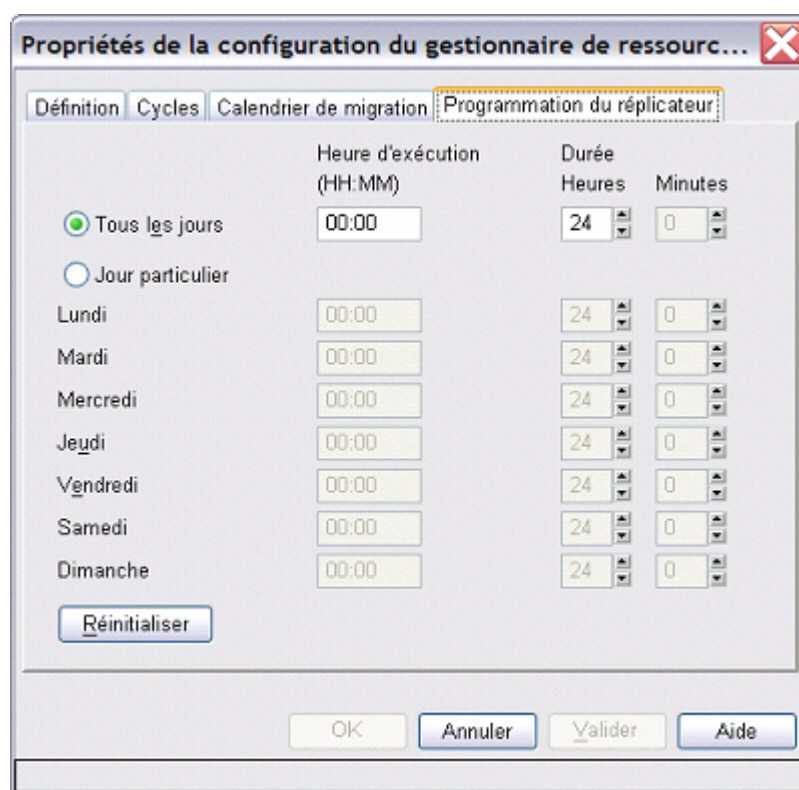 Propriétés de la configuration du gestionnaire de ressourc...
Définition Cycles Calendrier de migration Programmation du réplicateur
Heure d'exécution Durée
(HH:MM) Heures Minutes
Tous les jours 00:00 24 0
Jour particulier
Lundi 00:00 24 0
Mardi 00:00 24 0
Mercredi 00:00 24 0
Jeudi 00:00 24 0
Vendredi 00:00 24 0
Samedi 00:00 24 0
Dimanche 00:00 24 0
Réinitialiser
OK Annuler Valider Aide